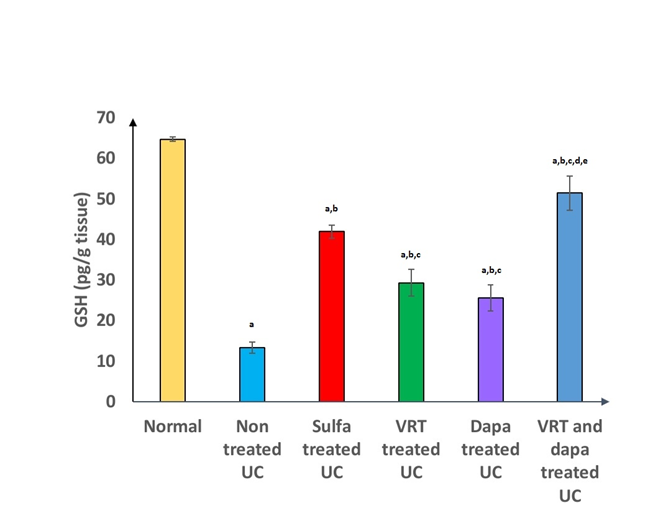 70
60
50
40
30
20
10
0
GSH (pg/g tissue)
a
a,b
a,b,c
a,b,c
a,b,c,d,e
Normal
Non
treated
UC
Sulfa
treated
UC
VRT
treated
UC
Dapa
treated
UC
VRT and
dapa
treated
UC